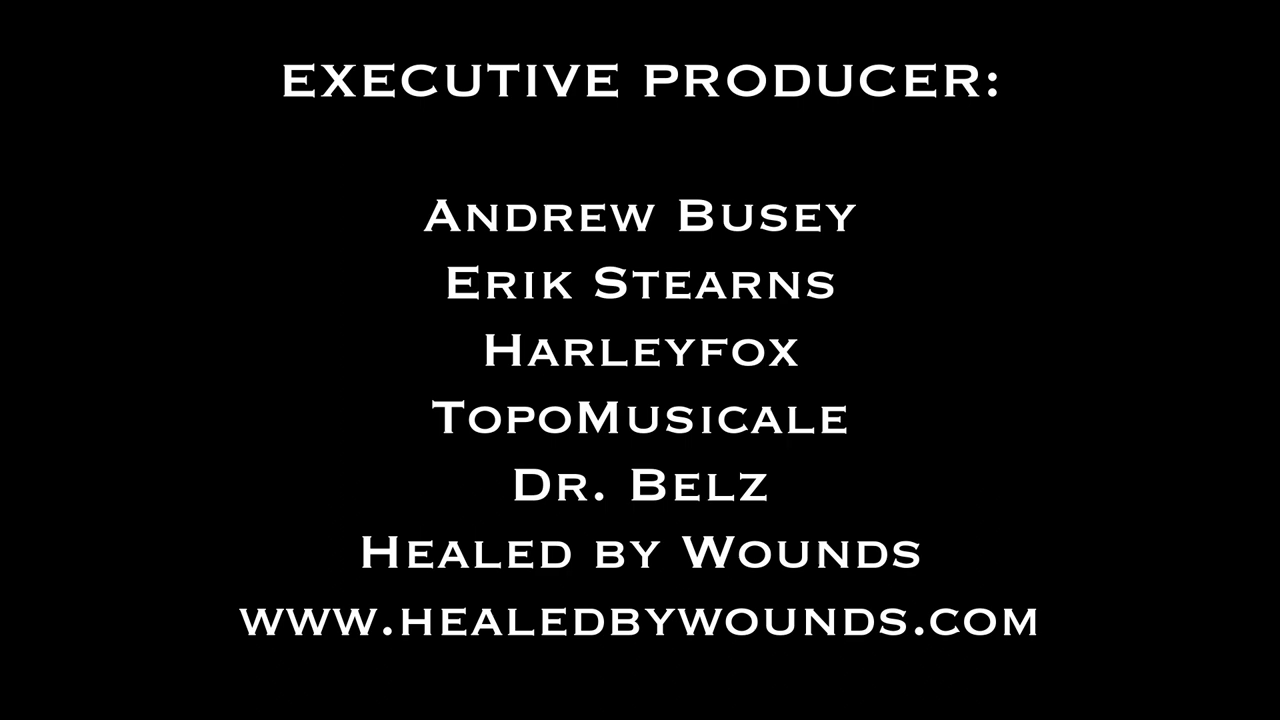 EXECUTIVE PRODUCER:
Andrew Busey
Erik Stearns
Harleyfox
TopoMusicale
Dr. Belz
Healed by Wounds
www.healedbywounds.com